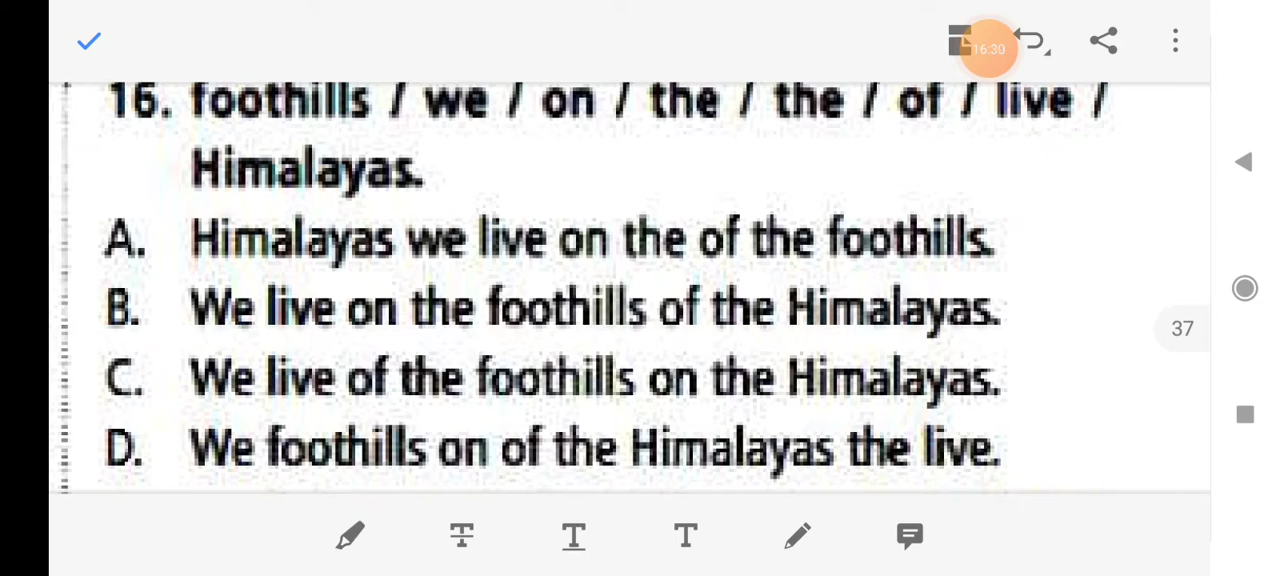 16:30
16. foothills / we / on / the / the / of / live /
Himalayas.
A. Himalayas we live on the of the foothills.
B. We live on the foothills of the Himalayas.
37
C. We live of the foothills on the Himalayas.
D. We foothills on of the Himalayas the live.